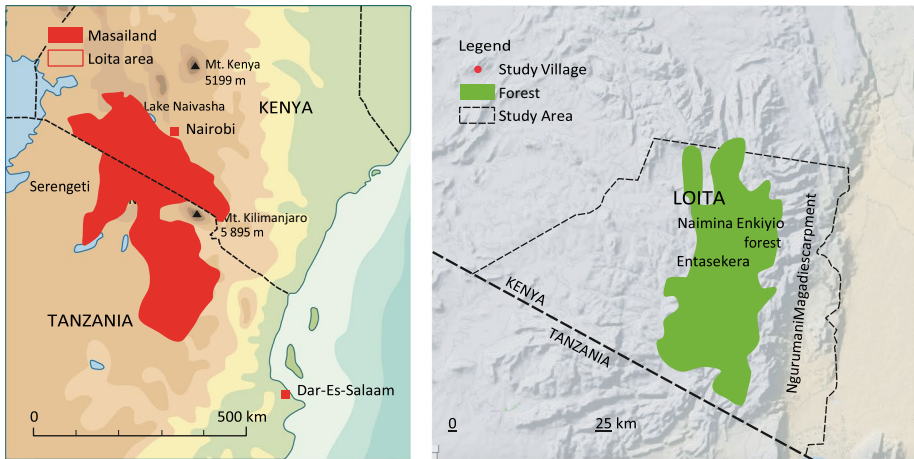 Masailand
Loita area
Mt. Kenya
5199 m
Lake Naivasha
KENYA
Nairobi
Serengeti
Mt. Kilimanjaro
5 895 m
TANZANIA
Dar-Es-Salaam
0
500 km
Legend
Study Village
Forest
Study Area
LOITA
Naimina Enkiyio
forest
Entasekera
NgurumaniMagadiescarpment
KENYA
TANZANIA
0
25 km